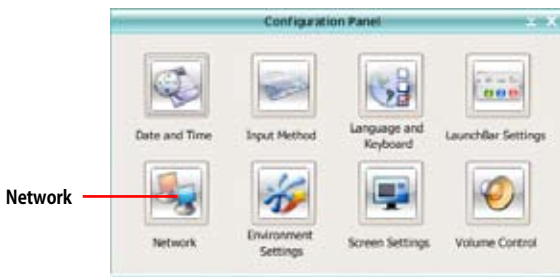 Configuration Panel
Date and Time
Input Method
Language and
Keyboard
LaunchBar Settings
Network
Network
Environment
Settings
Screen Settings
Volume Control